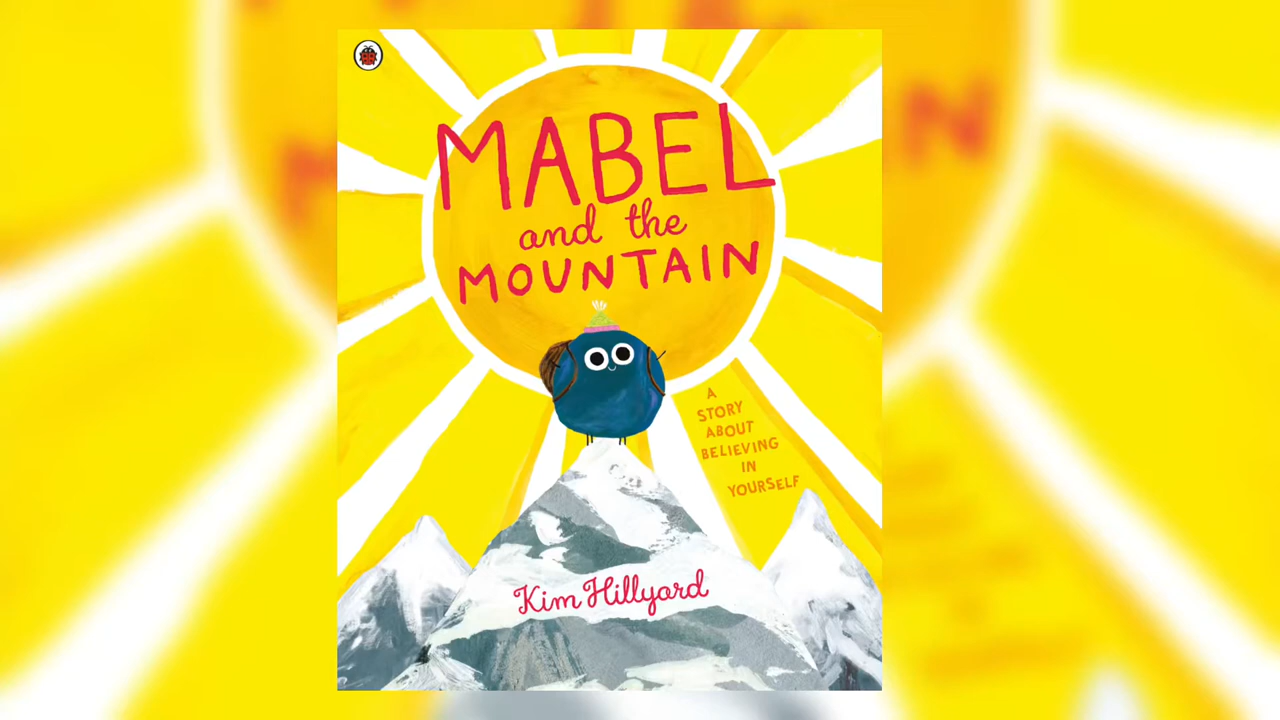 MABEL
and the
MOUNTAIN
A
STORY
ABOUT
BELIEVING
IN
YOURSELF
Kim Hillyard